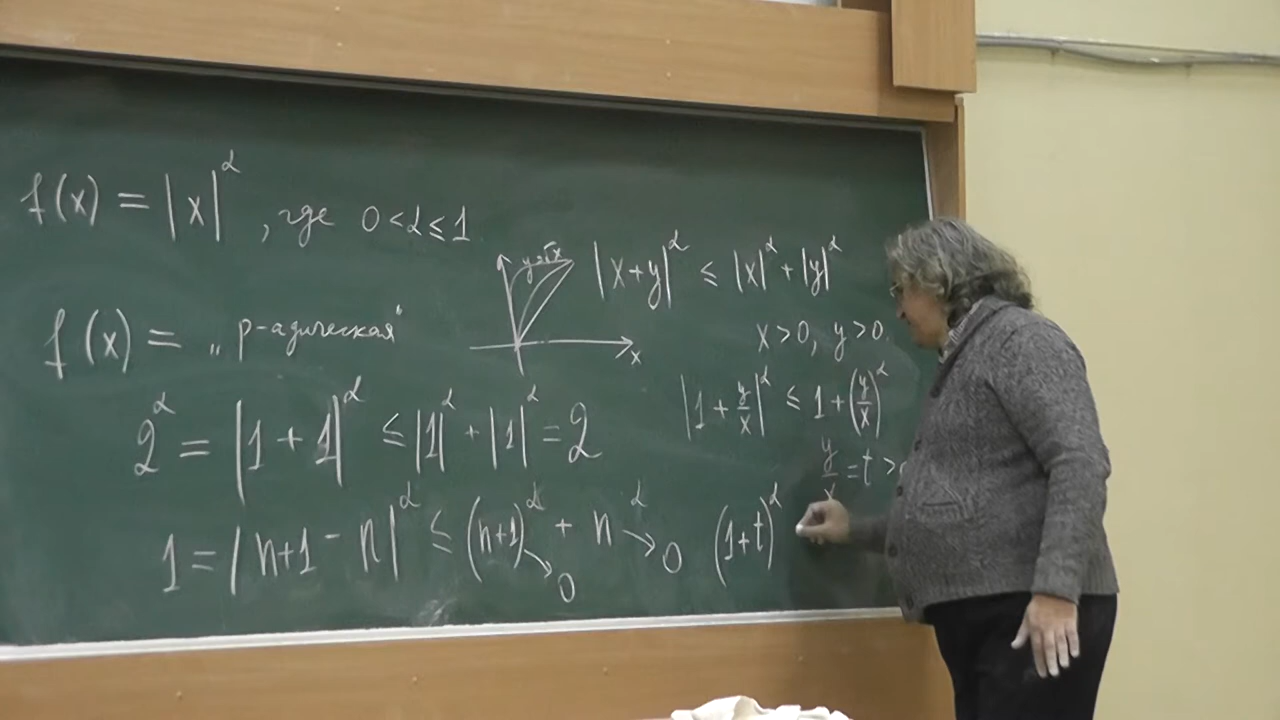 f(x) = |x|^α, где 0 < α ≤ 1
y=√x
x
|x+y|^α ≤ |x|^α + |y|^α
x > 0, y > 0
f(x) = „p-адическая“
|1 + y/x|^α ≤ 1 + (y/x)^α
2^α = |1 + 1|^α ≤ |1|^α + |1|^α = 2
y/x = t >
1 = |n+1 - n|^α ≤ (n+1)^α + n^α → 0
0
(1+t)^α